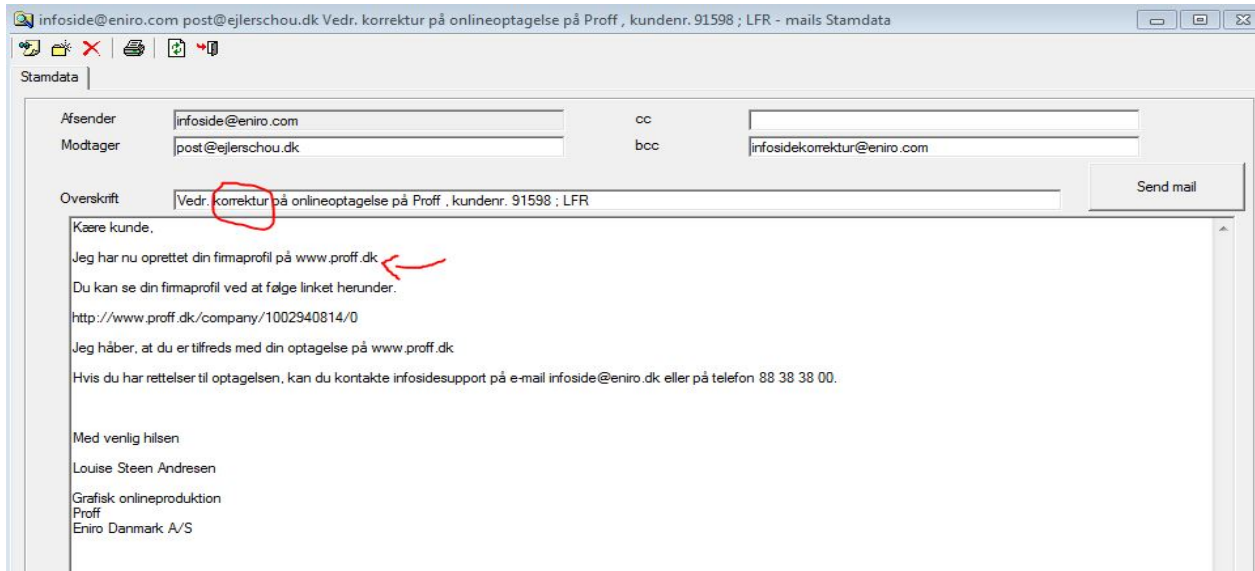 infoside@eniro.com post@ejlerschou.dk Vedr. korrektur på onlineoptagelse på Proff , kundenr. 91598 ; LFR - mails Stamdata
Stamdata
Afsender infoside@eniro.com cc
Modtager post@ejlerschou.dk bcc infosidekorrektur@eniro.com
Send mail
Overskrift Vedr. korrektur på onlineoptagelse på Proff , kundenr. 91598 ; LFR
Kære kunde,
Jeg har nu oprettet din firmaprofil på www.proff.dk
Du kan se din firmaprofil ved at følge linket herunder.
http://www.proff.dk/company/1002940814/0
Jeg håber, at du er tilfreds med din optagelse på www.proff.dk
Hvis du har rettelser til optagelsen, kan du kontakte infosidesupport på e-mail infoside@eniro.dk eller på telefon 88 38 38 00.
Med venlig hilsen
Louise Steen Andresen
Grafisk onlineproduktion
Proff
Eniro Danmark A/S